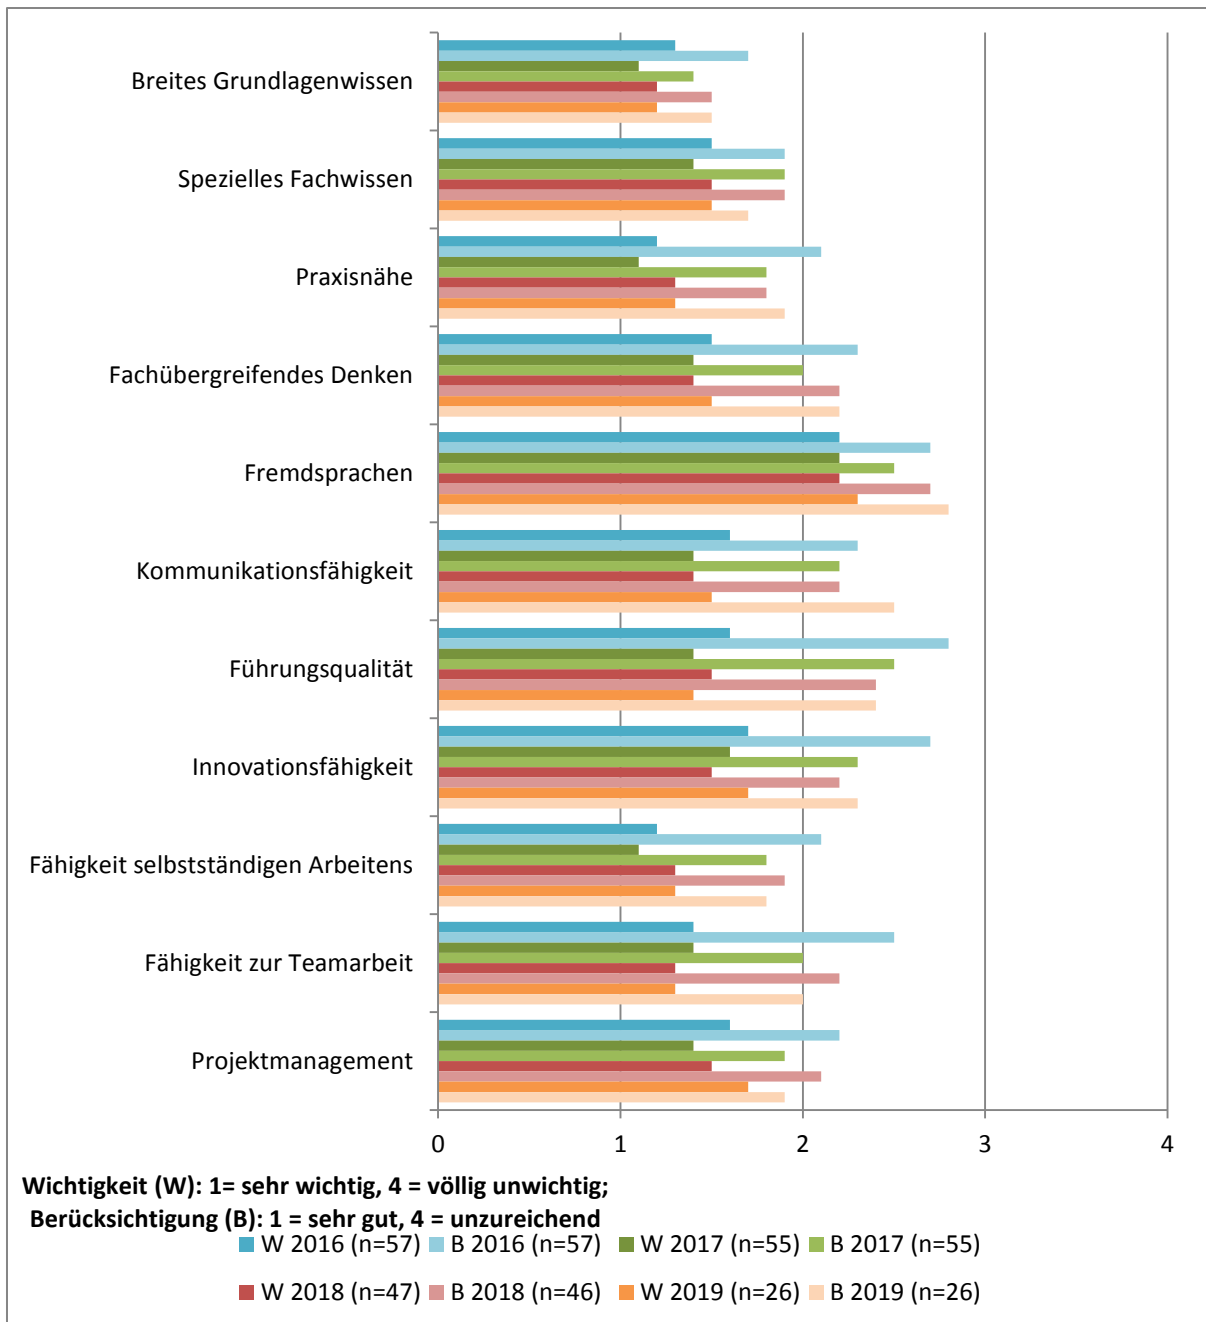 Breites Grundlagenwissen
Spezielles Fachwissen
Praxisnähe
Fachübergreifendes Denken
Fremdsprachen
Kommunikationsfähigkeit
Führungsqualität
Innovationsfähigkeit
Fähigkeit selbstständigen Arbeitens
Fähigkeit zur Teamarbeit
Projektmanagement
0 1 2 3 4
Wichtigkeit (W): 1= sehr wichtig, 4 = völlig unwichtig;
Berücksichtigung (B): 1 = sehr gut, 4 = unzureichend
W 2016 (n=57) B 2016 (n=57) W 2017 (n=55) B 2017 (n=55)
W 2018 (n=47) B 2018 (n=46) W 2019 (n=26) B 2019 (n=26)